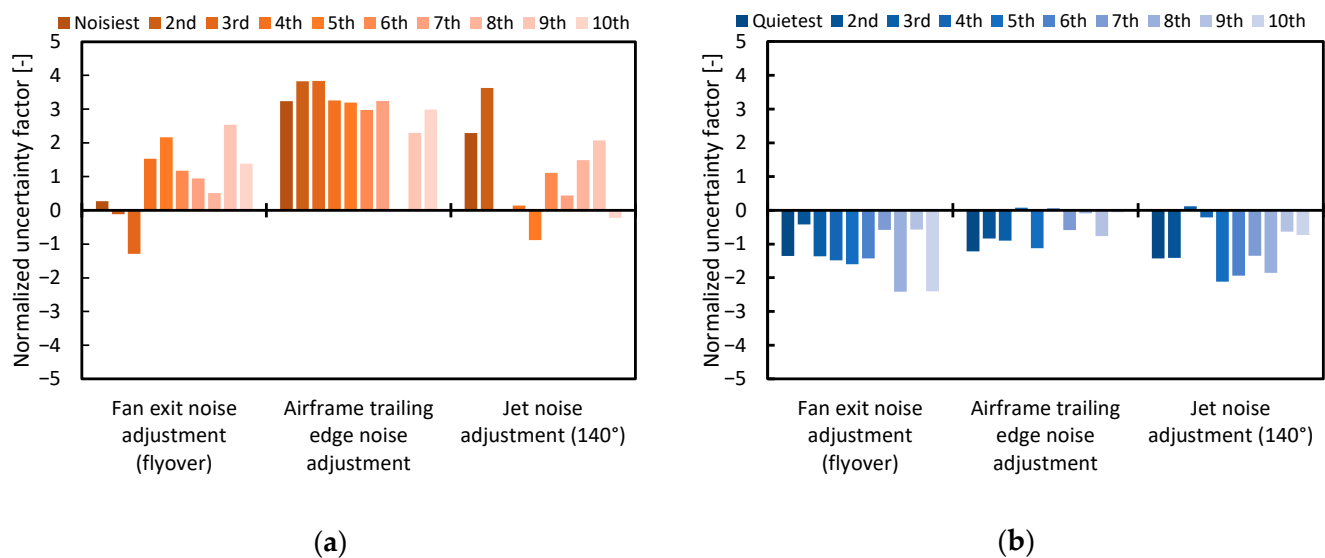 Noisiest 2nd 3rd 4th 5th 6th 7th 8th 9th 10th
Normalized uncertainty factor [-]
5
4
3
2
1
0
−1
−2
−3
−4
−5
Fan exit noise
adjustment
(flyover)
Airframe trailing
edge noise
adjustment
Jet noise
adjustment (140°)
(a)
Quietest 2nd 3rd 4th 5th 6th 7th 8th 9th 10th
Normalized uncertainty factor [-]
5
4
3
2
1
0
−1
−2
−3
−4
−5
Fan exit noise
adjustment
(flyover)
Airframe trailing
edge noise
adjustment
Jet noise
adjustment (140°)
(b)